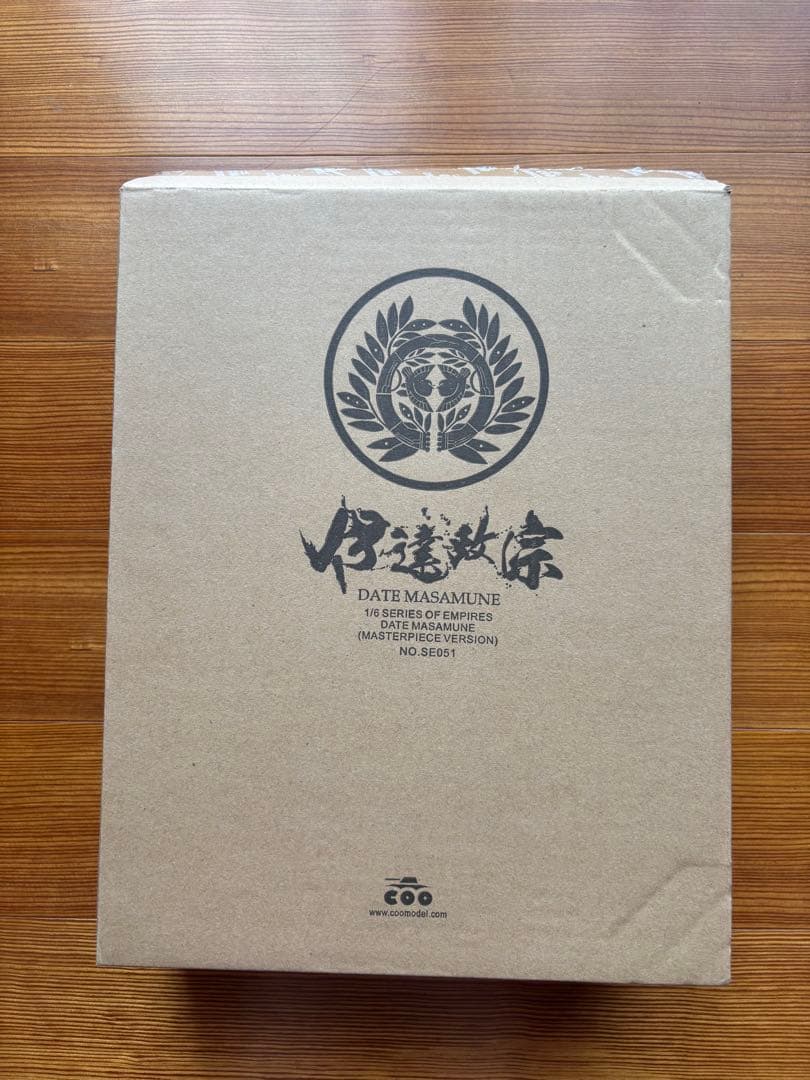 伊達政宗
DATE MASAMUNE
1/6 SERIES OF EMPIRES
DATE MASAMUNE
(MASTERPIECE VERSION)
NO.SE051
COO
www.coomodel.com